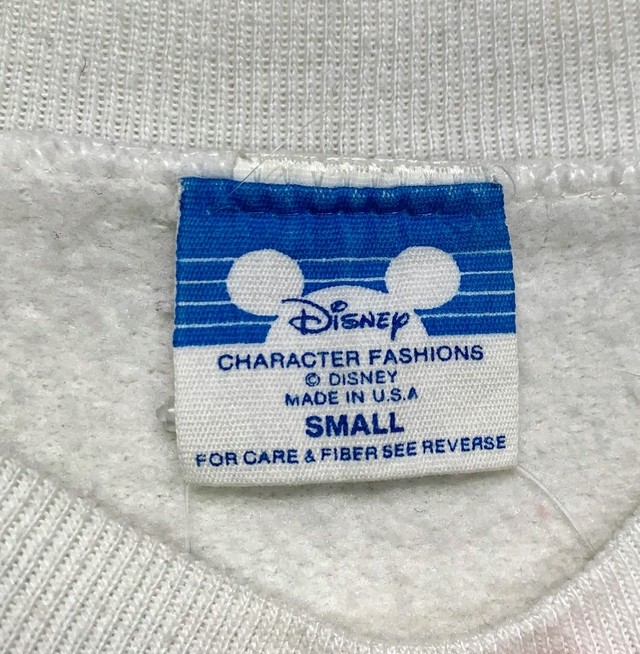 Disney
CHARACTER FASHIONS
© DISNEY
MADE IN U.S.A
SMALL
FOR CARE & FIBER SEE REVERSE